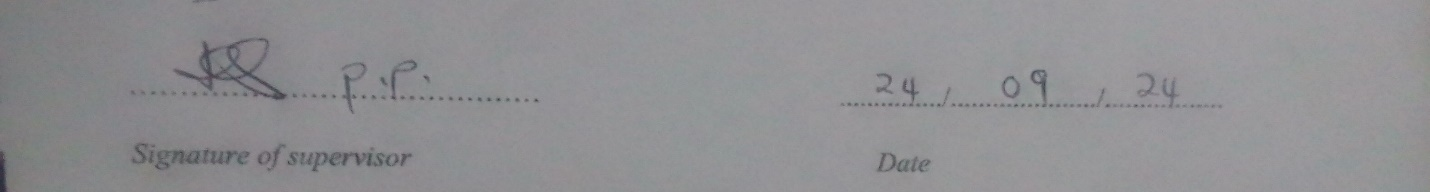 p.p. 24 / 09 / 24
Signature of supervisor Date